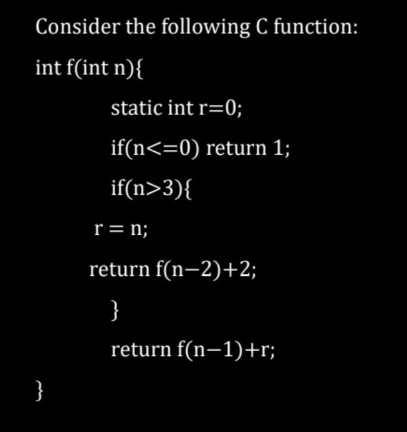 Consider the following C function:
int f(int n){
static int r=0;
if(n<=0) return 1;
if(n>3){
r = n;
return f(n−2)+2;
}
return f(n−1)+r;
}